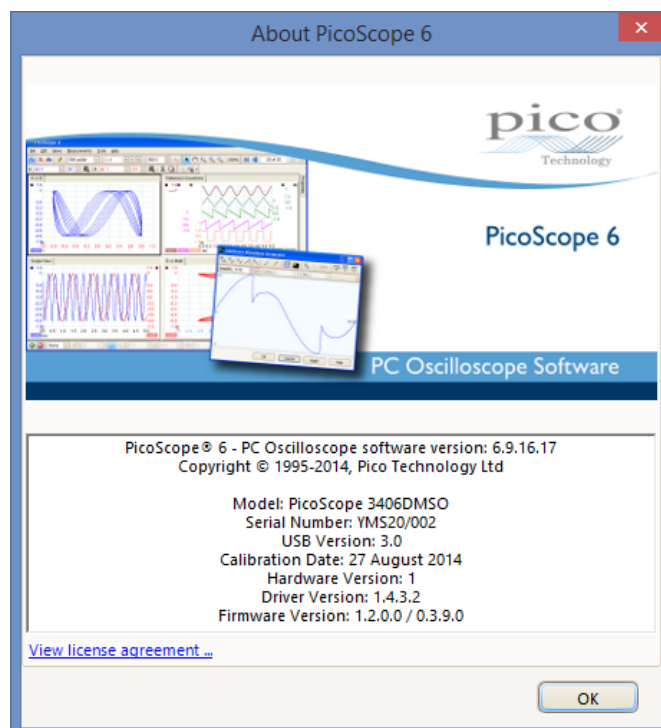 About PicoScope 6
pico
Technology
PicoScope 6
PC Oscilloscope Software
PicoScope® 6 - PC Oscilloscope software version: 6.9.16.17
Copyright © 1995-2014, Pico Technology Ltd
Model: PicoScope 3406DMSO
Serial Number: YMS20/002
USB Version: 3.0
Calibration Date: 27 August 2014
Hardware Version: 1
Driver Version: 1.4.3.2
Firmware Version: 1.2.0.0 / 0.3.9.0
View license agreement ...
OK